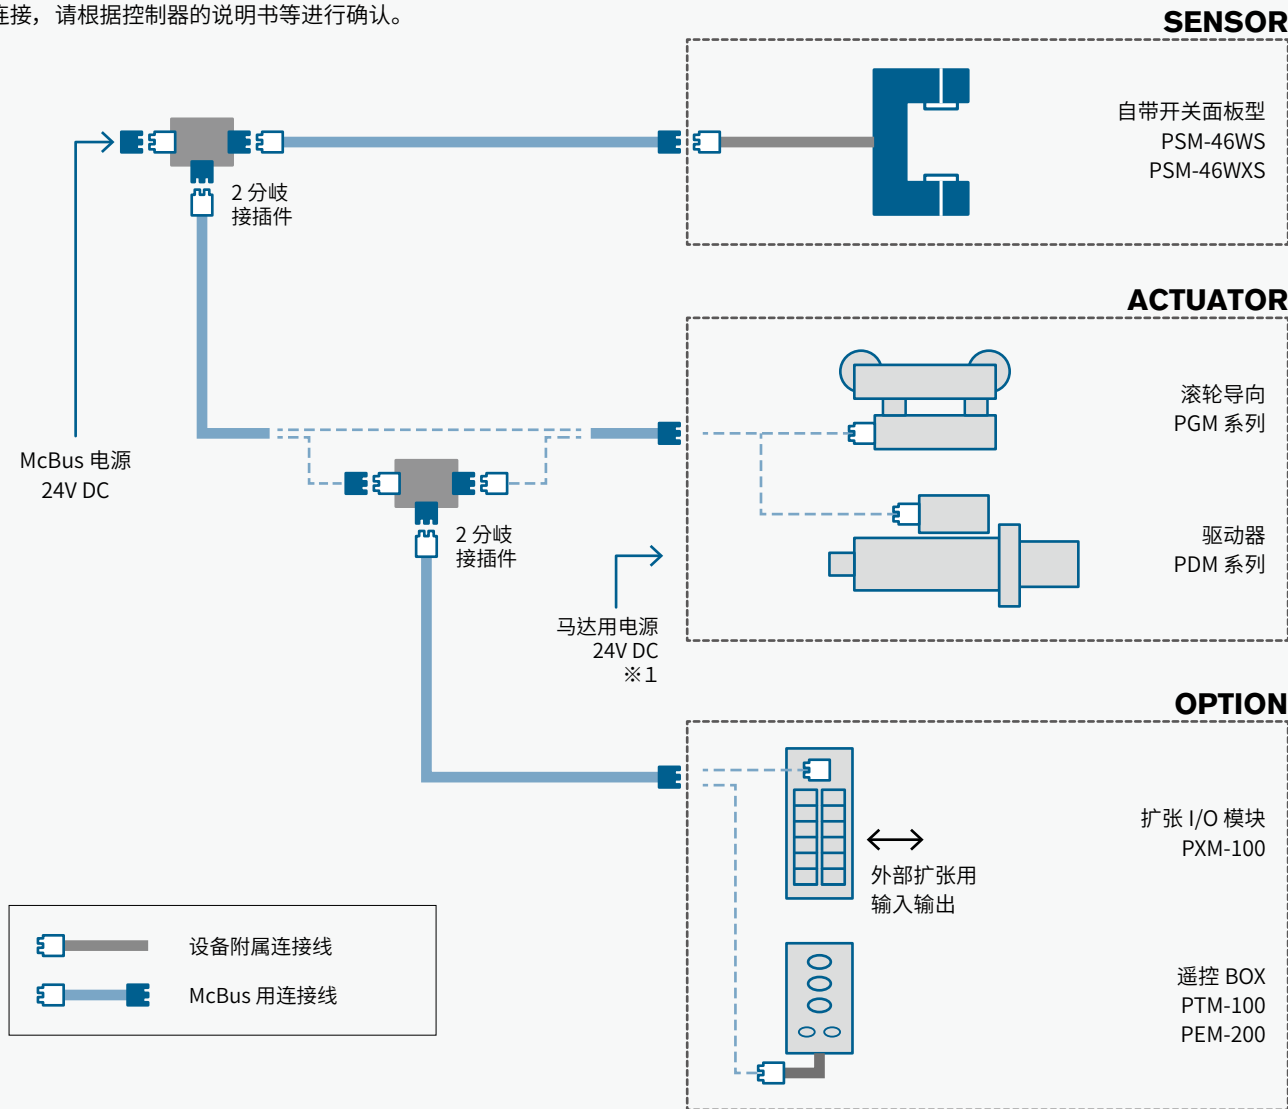 连接，请根据控制器的说明书等进行确认。
SENSOR
自带开关面板型
PSM-46WS
PSM-46WXS
2 分岐
接插件
ACTUATOR
滚轮导向
PGM 系列
McBus 电源
24V DC
2 分岐
接插件
驱动器
PDM 系列
马达用电源
24V DC
※１
OPTION
扩张 I/O 模块
PXM-100
外部扩张用
输入输出
设备附属连接线
McBus 用连接线
遥控 BOX
PTM-100
PEM-200